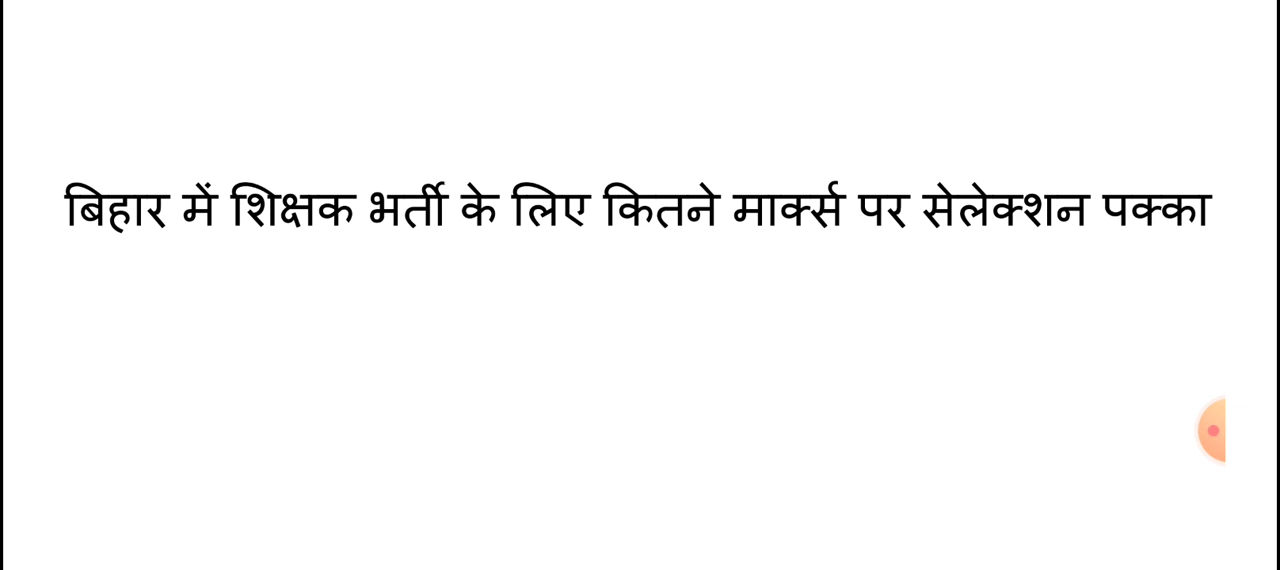 बिहार में शिक्षक भर्ती के लिए कितने मार्क्स पर सेलेक्शन पक्का